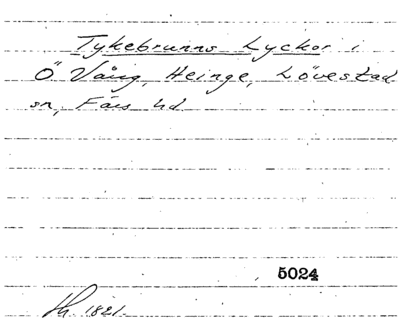 Tykebrunns Lyckor i
Ö Vång, Heinge, Lövestad
sn, Färs hd
5024
1821